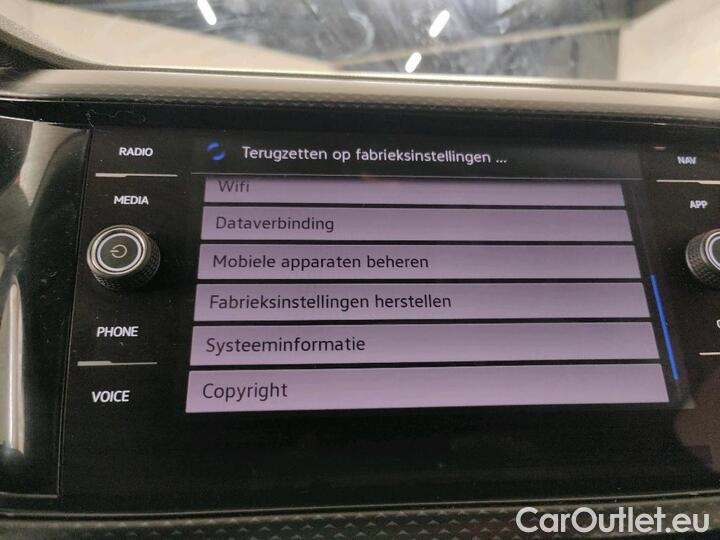 RADIO
MEDIA
PHONE
VOICE
Terugzetten op fabrieksinstellingen ...
Wifi
Dataverbinding
Mobiele apparaten beheren
Fabrieksinstellingen herstellen
Systeeminformatie
Copyright
NAV
APP
CarOutlet.eu